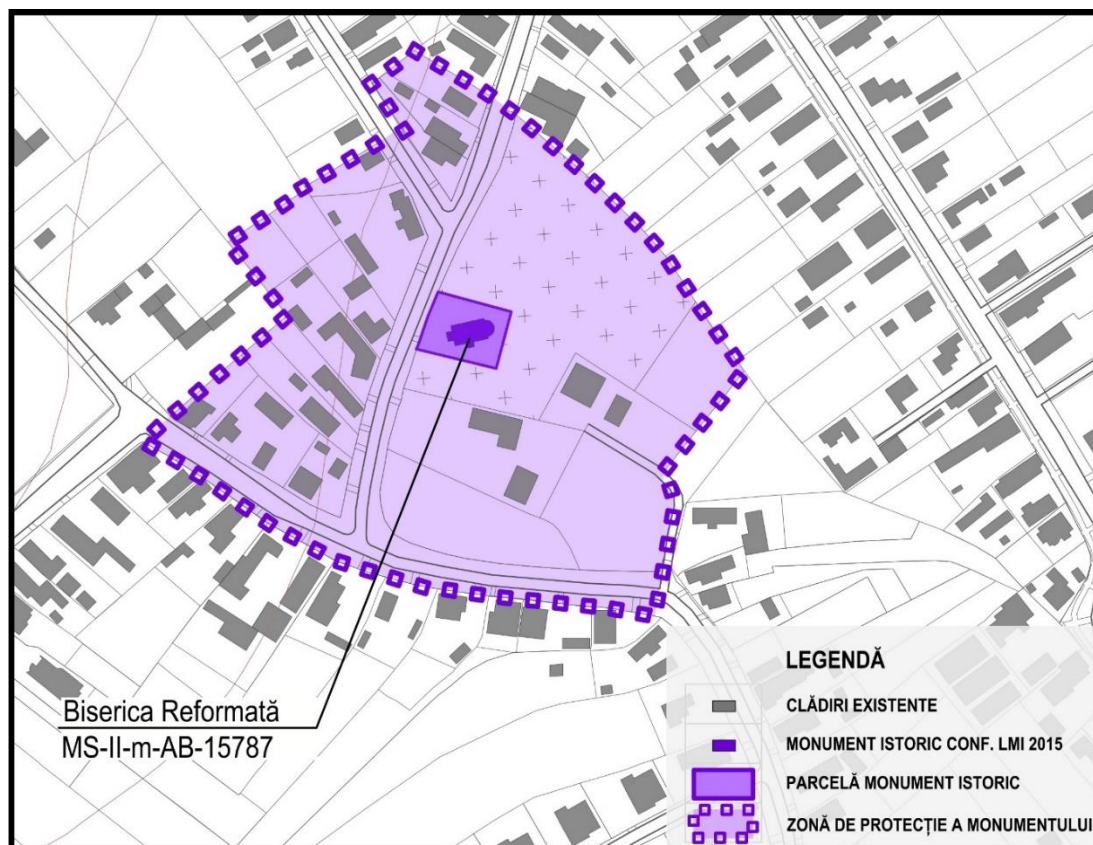 Biserica Reformată
MS-II-m-AB-15787
LEGENDĂ
CLĂDIRI EXISTENTE
MONUMENT ISTORIC CONF. LMI 2015
PARCELĂ MONUMENT ISTORIC
ZONĂ DE PROTECȚIE A MONUMENTULUI